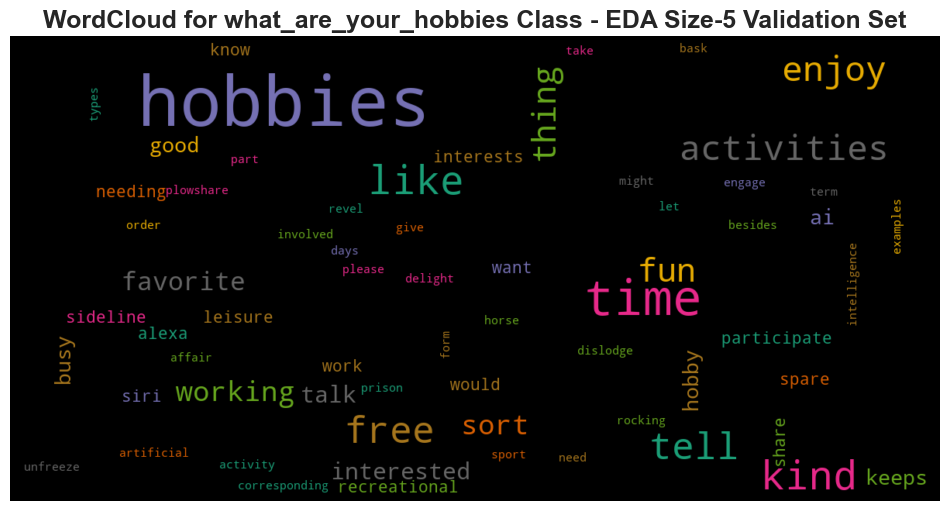 WordCloud for what_are_your_hobbies Class - EDA Size-5 Validation Set
know
take
bask
enjoy
hobbies
thing
types
good
activities
part
interests
like
needing
plowshare
might
engage
term
revel
let
ai
order
involved
give
besides
examples
days
please
delight
want
fun
favorite
time
intelligence
sideline
leisure
horse
alexa
form
participate
affair
dislodge
busy
work
hobby
spare
siri
working
talk
prison
would
free
sort
rocking
tell
share
artificial
sport
need
unfreeze
activity
interested
kind
keeps
corresponding
recreational